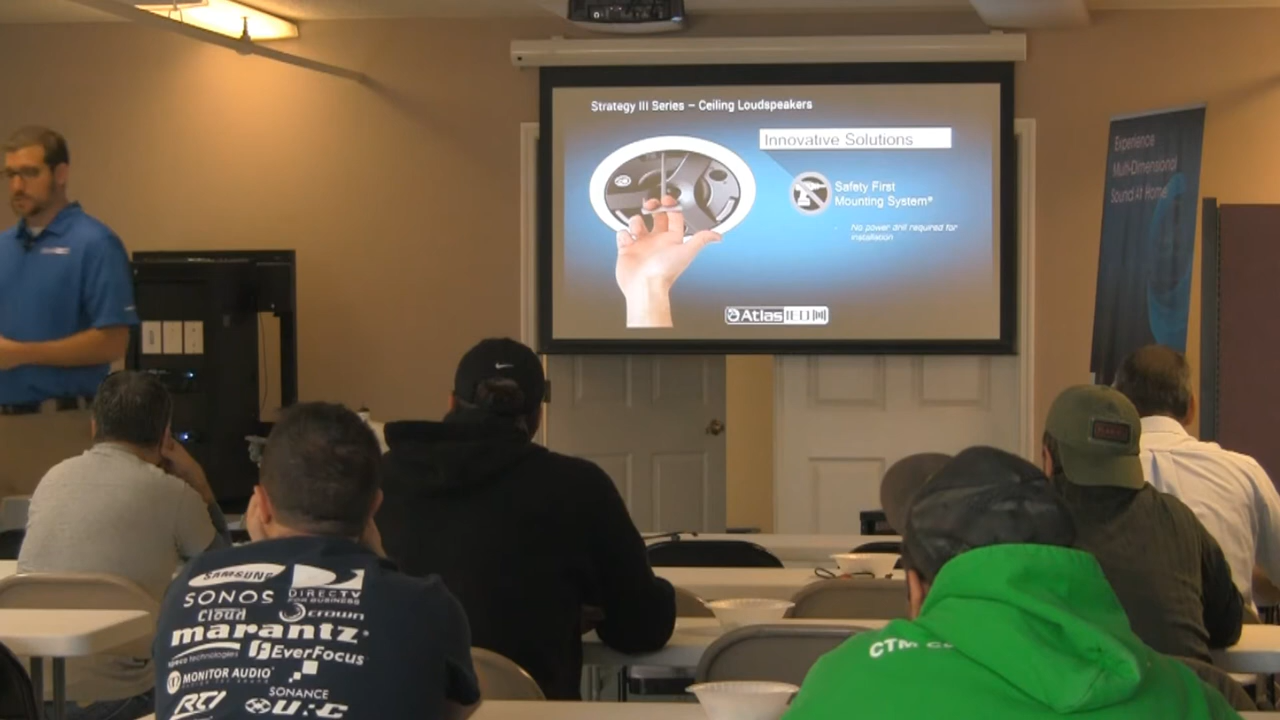 Strategy III Series – Ceiling Loudspeakers
Innovative Solutions
Safety First
Mounting System®
No power drill required for
installation
AtlasIED
Experience
Multi-Dimensional
Sound At Home
SAMSUNG
SONOS
DIRECTV
FOR BUSINESS
Cloud
crown
marantz
technologies
EverFocus
MONITOR AUDIO
RTI
SONANCE
URC
CTM